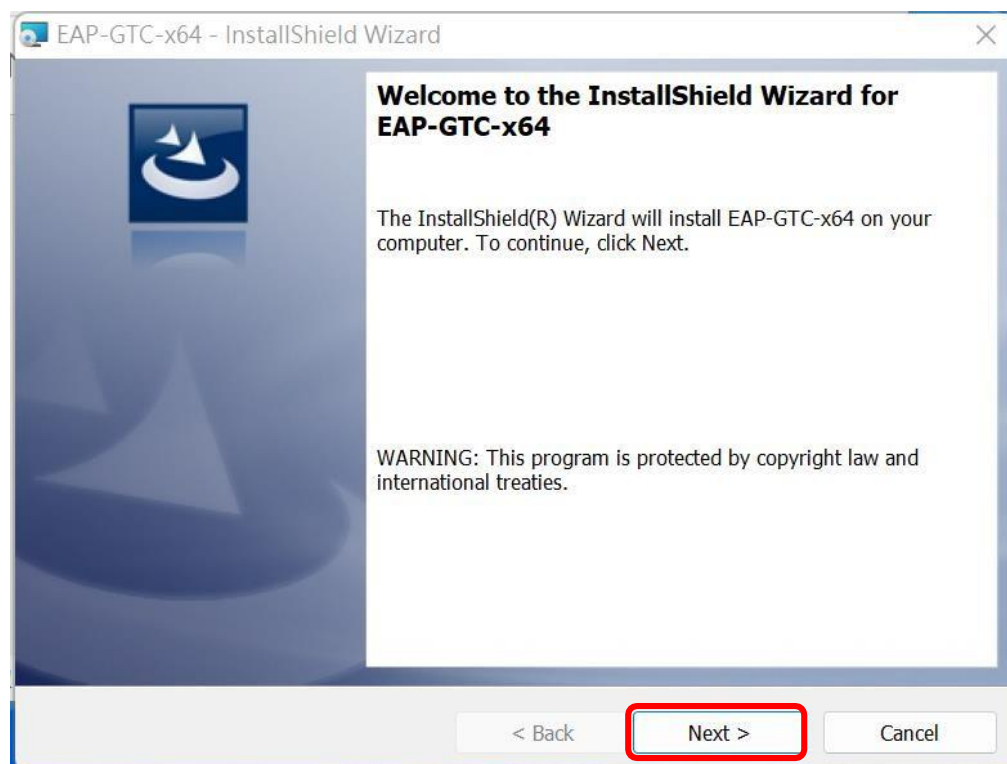 EAP-GTC-x64 - InstallShield Wizard
Welcome to the InstallShield Wizard for
EAP-GTC-x64
The InstallShield(R) Wizard will install EAP-GTC-x64 on your
computer. To continue, click Next.
WARNING: This program is protected by copyright law and
international treaties.
< Back
Next >
Cancel